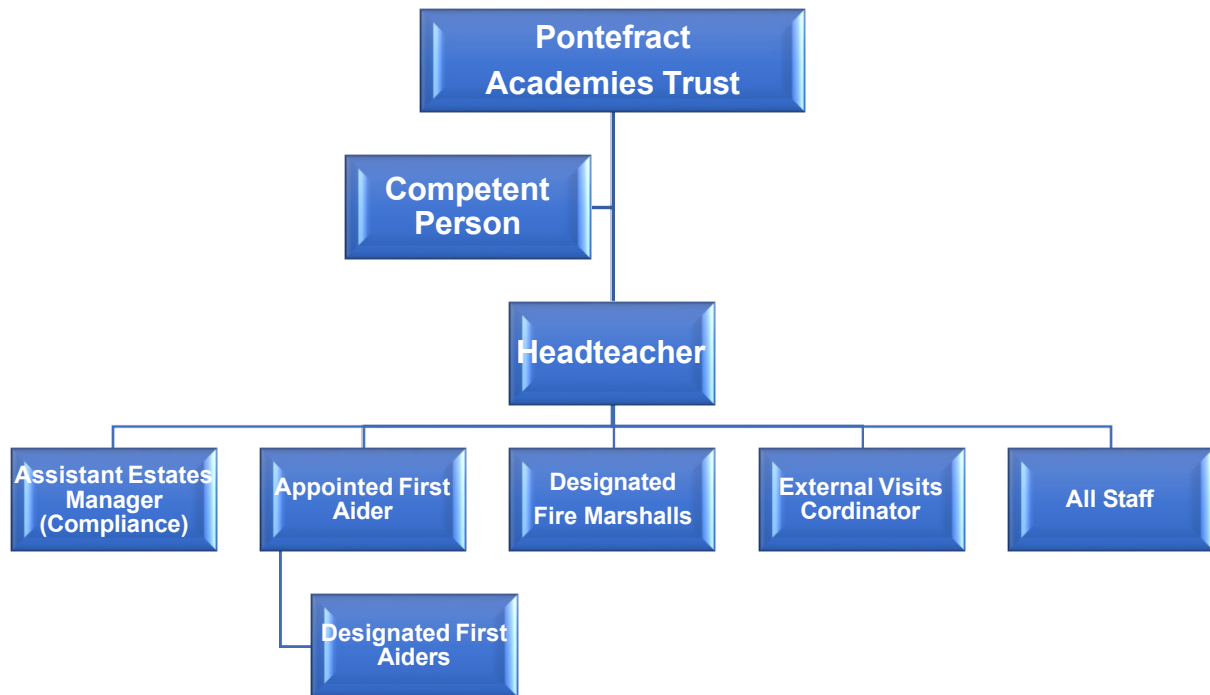 Pontefract
Academies Trust
Competent
Person
Headteacher
Assistant Estates
Manager
(Compliance)
Appointed First
Aider
Designated
Fire Marshalls
External Visits
Cordinator
All Staff
Designated First
Aiders